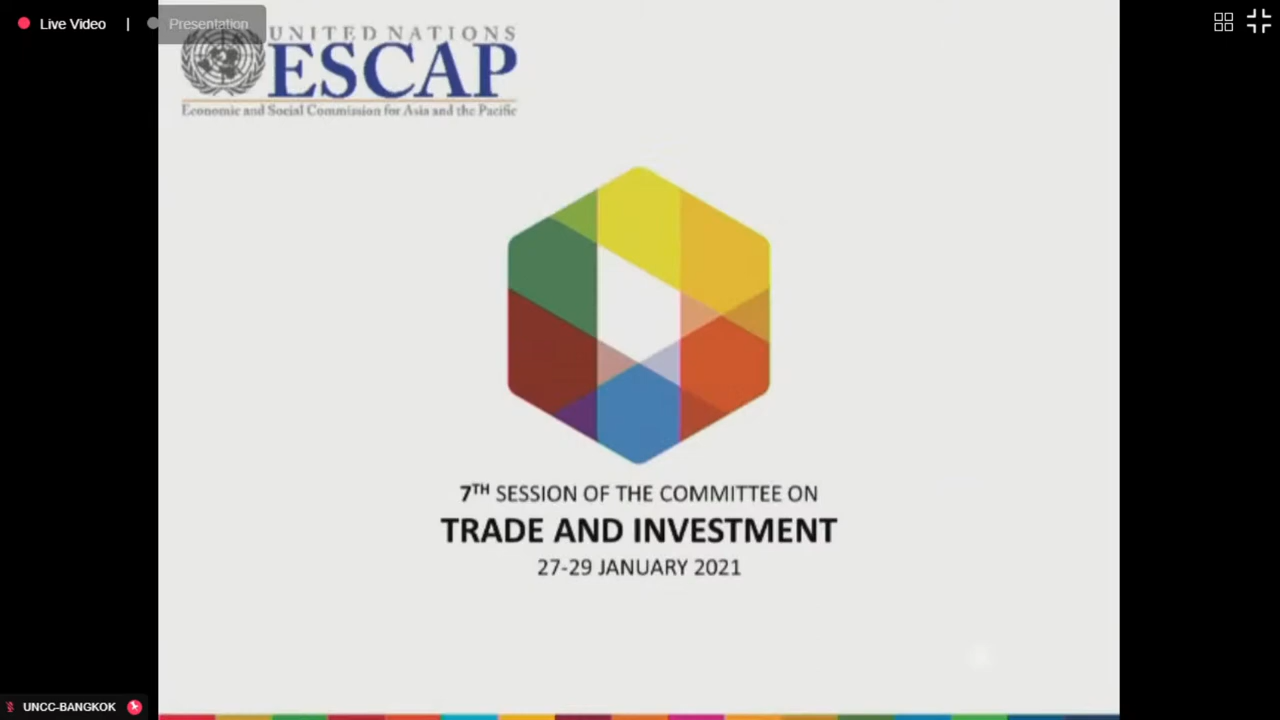 Live Video | Presentation
UNITED NATIONS
ESCAP
Economic and Social Commission for Asia and the Pacific
7TH SESSION OF THE COMMITTEE ON
TRADE AND INVESTMENT
27-29 JANUARY 2021
UNCC-BANGKOK